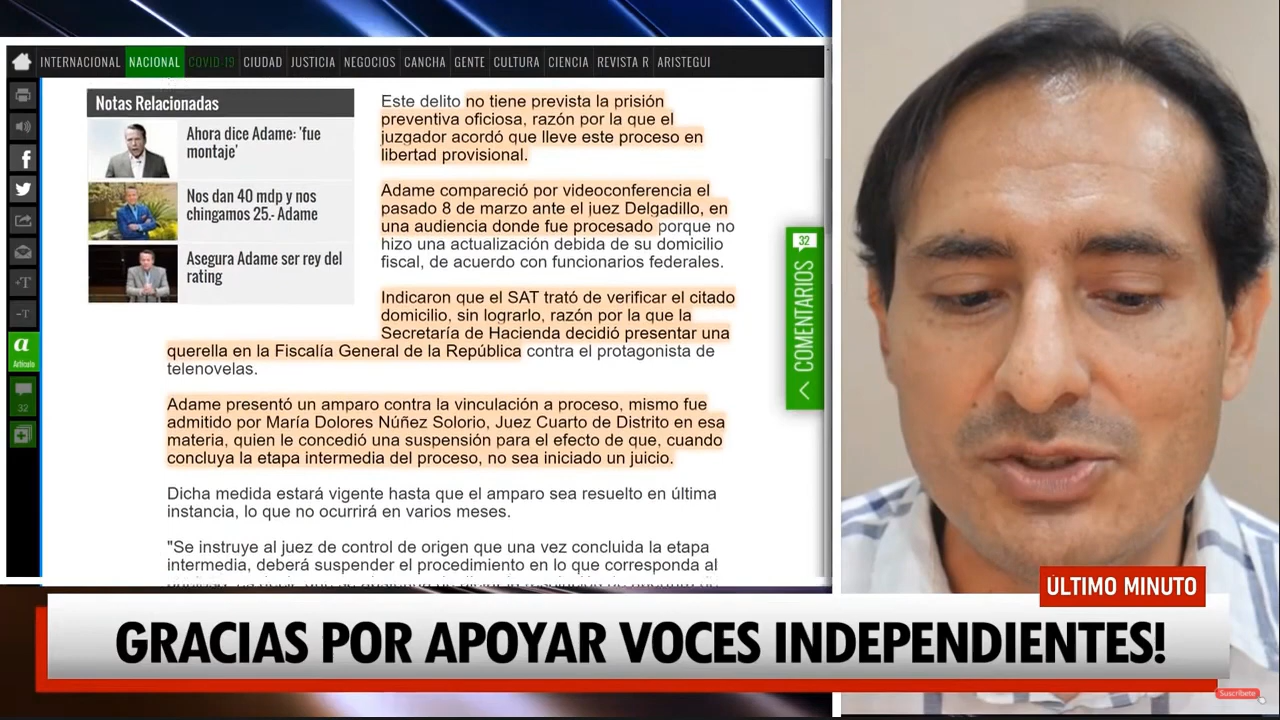 INTERNACIONAL NACIONAL COVID 19 CIUDAD JUSTICIA NEGOCIOS CANCHA GENTE CULTURA CIENCIA REVISTA R ARISTEGUI
Notas Relacionadas
Ahora dice Adame: 'fue
montaje'
Nos dan 40 mdp y nos
chingamos 25.- Adame
Asegura Adame ser rey del
rating
Este delito no tiene prevista la prisión
preventiva oficiosa, razón por la que el
juzgador acordó que lleve este proceso en
libertad provisional.
Adame compareció por videoconferencia el
pasado 8 de marzo ante el juez Delgadillo, en
una audiencia donde fue procesado porque no
hizo una actualización debida de su domicilio
fiscal, de acuerdo con funcionarios federales.
Indicaron que el SAT trató de verificar el citado
domicilio, sin lograrlo, razón por la que la
Secretaría de Hacienda decidió presentar una
querella en la Fiscalía General de la República contra el protagonista de
telenovelas.
Adame presentó un amparo contra la vinculación a proceso, mismo fue
admitido por María Dolores Núñez Solorio, Juez Cuarto de Distrito en esa
materia, quien le concedió una suspensión para el efecto de que, cuando
concluya la etapa intermedia del proceso, no sea iniciado un juicio.
Dicha medida estará vigente hasta que el amparo sea resuelto en última
instancia, lo que no ocurrirá en varios meses.
"Se instruye al juez de control de origen que una vez concluida la etapa
intermedia, deberá suspender el procedimiento en lo que corresponda al
+T
-T
a
Artículo
32
32
COMENTARIOS
ÚLTIMO MINUTO
GRACIAS POR APOYAR VOCES INDEPENDIENTES!
Suscríbete